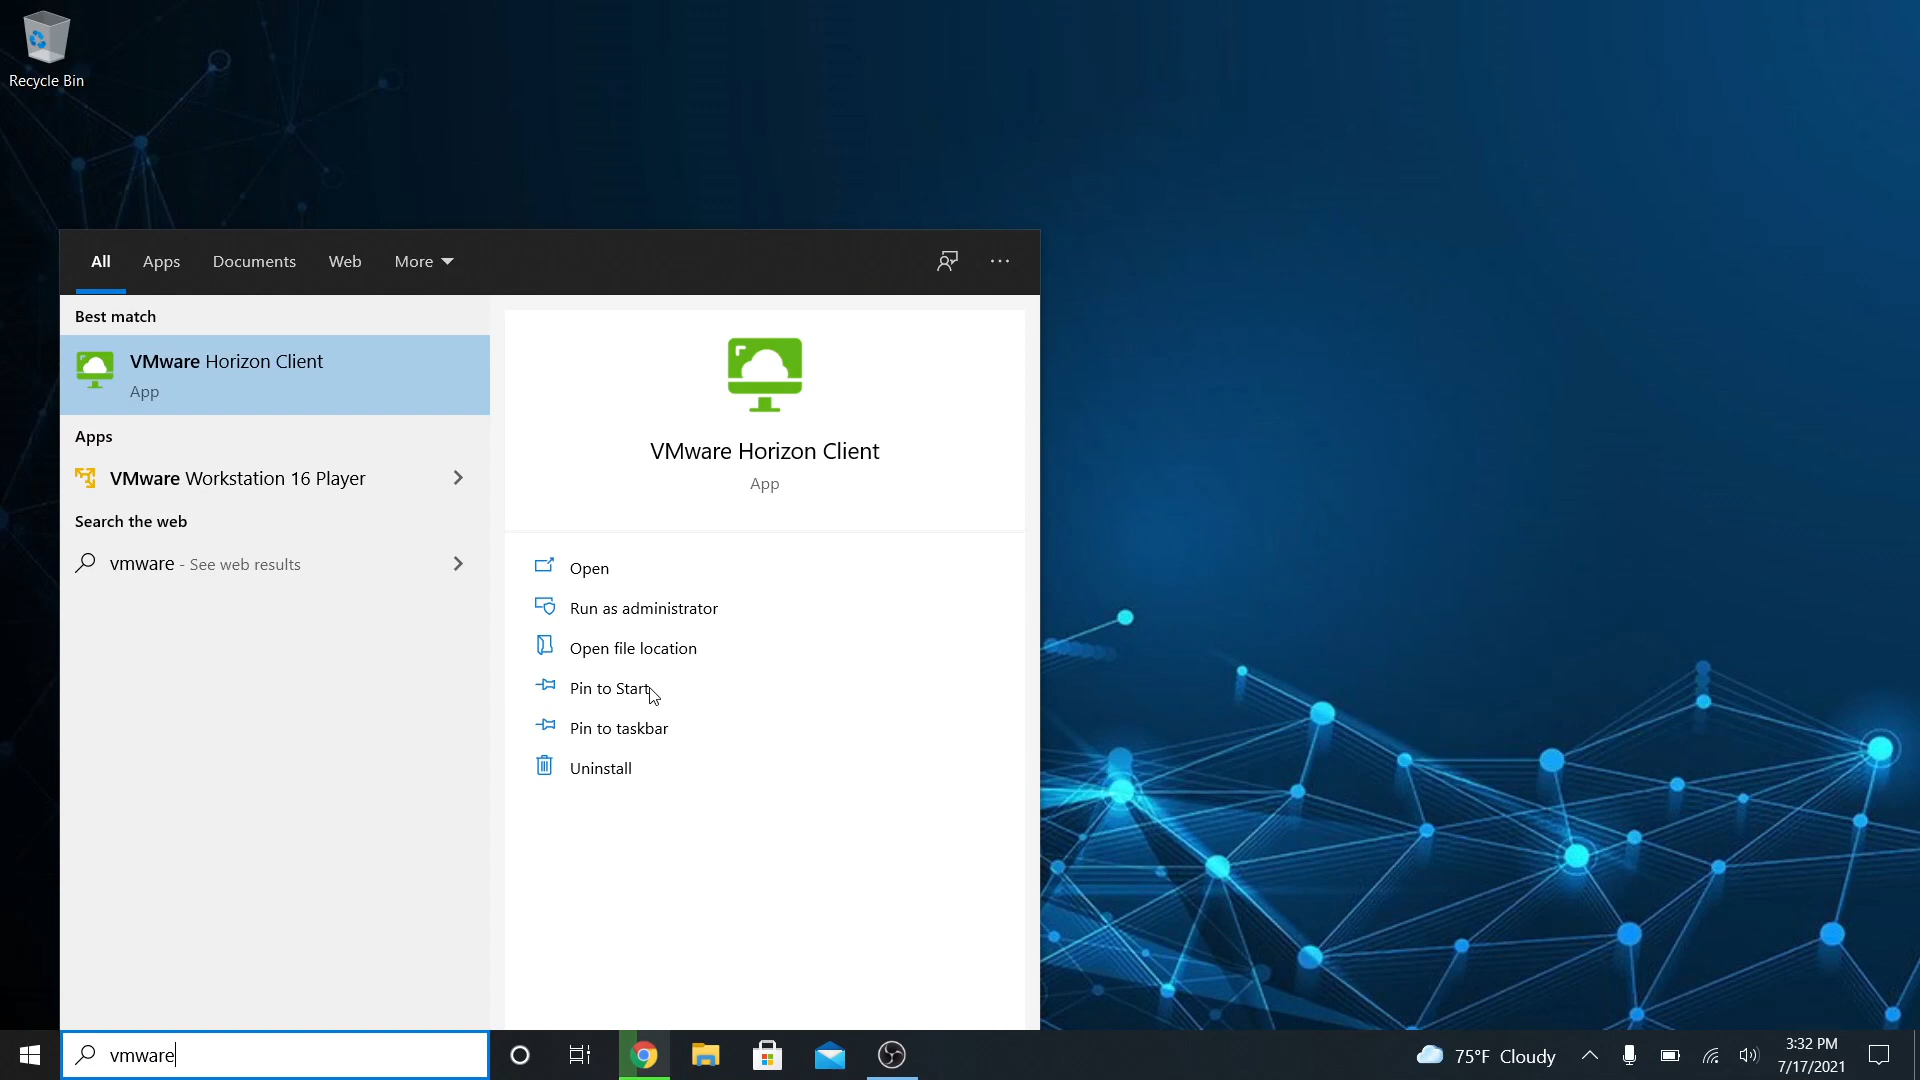 Recycle Bin
All Apps Documents Web More
Best match
VMware Horizon Client
App
Apps
VMware Workstation 16 Player
Search the web
vmware - See web results
VMware Horizon Client
App
Open
Run as administrator
Open file location
Pin to Start
Pin to taskbar
Uninstall
vmware
75°F Cloudy
3:32 PM
7/17/2021